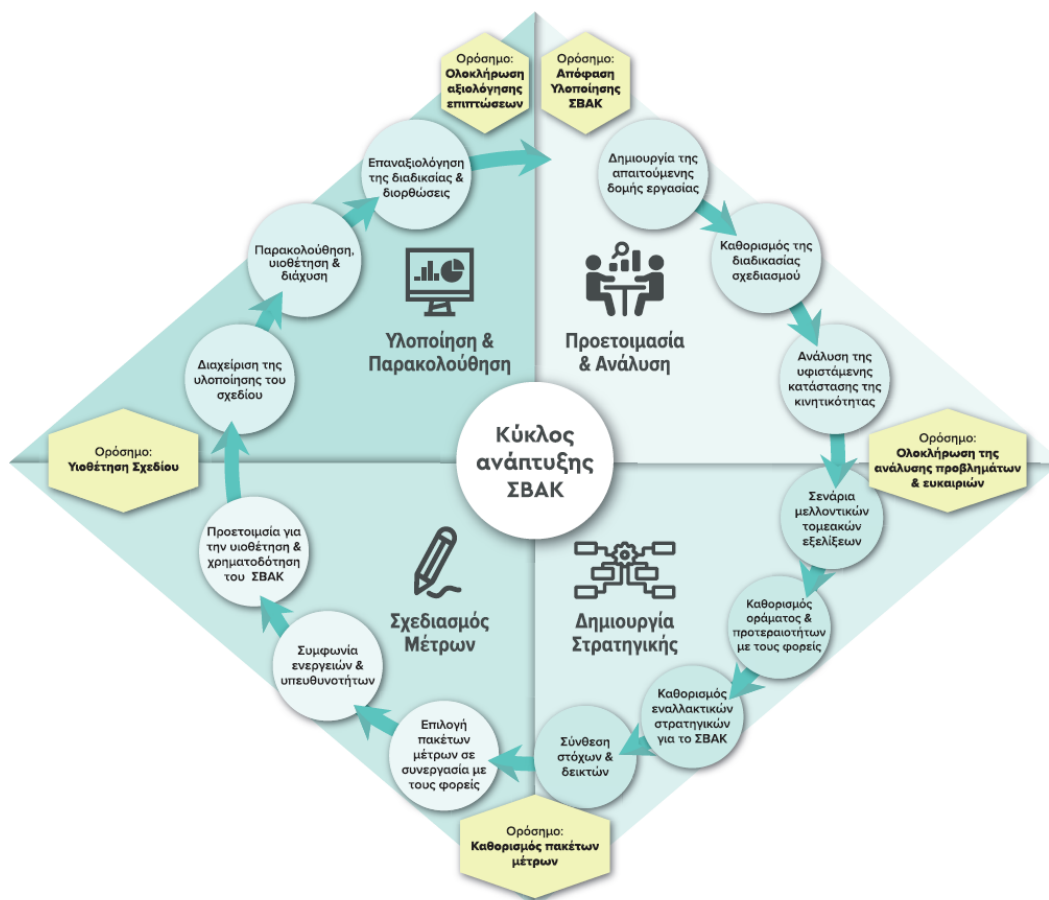 Ορόσημο:
Ολοκλήρωση
αξιολόγησης
επιπτώσεων
Ορόσημο:
Απόφαση
Υλοποίησης
ΣΒΑΚ
Δημιουργία της
απαιτούμενης
δομής εργασίας
Καθορισμός της
διαδικασίας
σχεδιασμού
Ανάλυση της
υφιστάμενης
κατάστασης της
κινητικότητας
Προετοιμασία
& Ανάλυση
Ορόσημο:
Ολοκλήρωση της
ανάλυσης προβλημάτων
& ευκαιριών
Σενάρια
μελλοντικών
τομεακών
εξελίξεων
Καθορισμός
οράματος &
προτεραιοτήτων
με τους φορείς
Καθορισμός
εναλλακτικών
στρατηγικών
για το ΣΒΑΚ
Σύνθεση
στόχων &
δεικτών
Δημιουργία
Στρατηγικής
Ορόσημο:
Καθορισμός πακέτων
μέτρων
Επιλογή
πακέτων
μέτρων σε
συνεργασία με
τους φορείς
Συμφωνία
ενεργειών &
υπευθυνοτήτων
Προετοιμσία για
την υιοθέτηση &
χρηματοδότηση
του ΣΒΑΚ
Σχεδιασμός
Μέτρων
Ορόσημο:
Υιοθέτηση Σχεδίου
Διαχείριση της
υλοποίησης του
σχεδίου
Παρακολούθηση,
υιοθέτηση &
διάχυση
Επαναξιολόγηση
της διαδικσίας &
διορθώσεις
Υλοποίηση &
Παρακολούθηση
Κύκλος
ανάπτυξης
ΣΒΑΚ